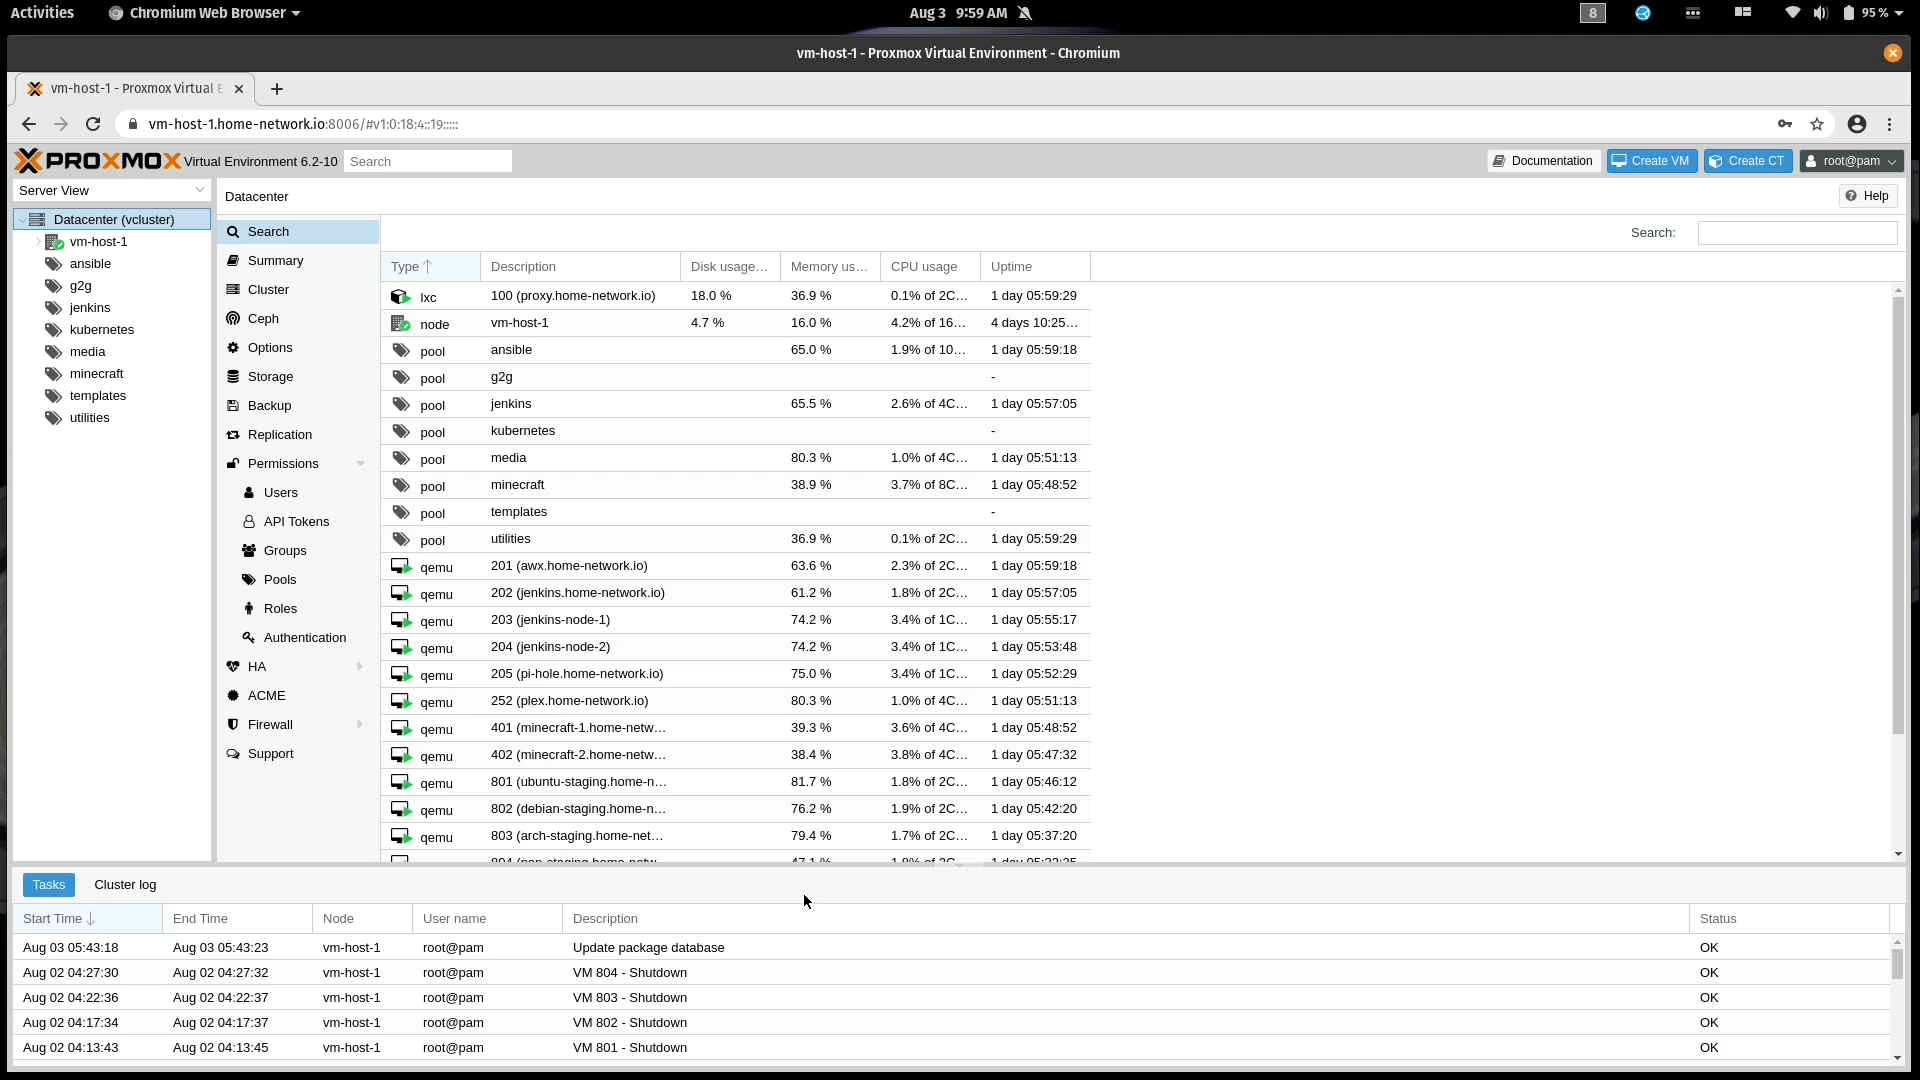 Activities Chromium Web Browser Aug 3 9:59 AM 8 95 %
vm-host-1 - Proxmox Virtual Environment - Chromium
vm-host-1 - Proxmox Virtual E
vm-host-1.home-network.io:8006/#v1:0:18:4::19:::::
PROXMOX Virtual Environment 6.2-10 Search Documentation Create VM Create CT root@pam
Server View
Datacenter Help
Datacenter (vcluster)
vm-host-1
ansible
g2g
jenkins
kubernetes
media
minecraft
templates
utilities
Search
Summary
Cluster
Ceph
Options
Storage
Backup
Replication
Permissions
Users
API Tokens
Groups
Pools
Roles
Authentication
HA
ACME
Firewall
Support
Search:
Type Description Disk usage... Memory us... CPU usage Uptime
lxc 100 (proxy.home-network.io) 18.0 % 36.9 % 0.1% of 2C... 1 day 05:59:29
node vm-host-1 4.7 % 16.0 % 4.2% of 16... 4 days 10:25...
pool ansible 65.0 % 1.9% of 10... 1 day 05:59:18
pool g2g -
pool jenkins 65.5 % 2.6% of 4C... 1 day 05:57:05
pool kubernetes -
pool media 80.3 % 1.0% of 4C... 1 day 05:51:13
pool minecraft 38.9 % 3.7% of 8C... 1 day 05:48:52
pool templates -
pool utilities 36.9 % 0.1% of 2C... 1 day 05:59:29
qemu 201 (awx.home-network.io) 63.6 % 2.3% of 2C... 1 day 05:59:18
qemu 202 (jenkins.home-network.io) 61.2 % 1.8% of 2C... 1 day 05:57:05
qemu 203 (jenkins-node-1) 74.2 % 3.4% of 1C... 1 day 05:55:17
qemu 204 (jenkins-node-2) 74.2 % 3.4% of 1C... 1 day 05:53:48
qemu 205 (pi-hole.home-network.io) 75.0 % 3.4% of 1C... 1 day 05:52:29
qemu 252 (plex.home-network.io) 80.3 % 1.0% of 4C... 1 day 05:51:13
qemu 401 (minecraft-1.home-netw... 39.3 % 3.6% of 4C... 1 day 05:48:52
qemu 402 (minecraft-2.home-netw... 38.4 % 3.8% of 4C... 1 day 05:47:32
qemu 801 (ubuntu-staging.home-n... 81.7 % 1.8% of 2C... 1 day 05:46:12
qemu 802 (debian-staging.home-n... 76.2 % 1.9% of 2C... 1 day 05:42:20
qemu 803 (arch-staging.home-net... 79.4 % 1.7% of 2C... 1 day 05:37:20
Tasks Cluster log
Start Time End Time Node User name Description Status
Aug 03 05:43:18 Aug 03 05:43:23 vm-host-1 root@pam Update package database OK
Aug 02 04:27:30 Aug 02 04:27:32 vm-host-1 root@pam VM 804 - Shutdown OK
Aug 02 04:22:36 Aug 02 04:22:37 vm-host-1 root@pam VM 803 - Shutdown OK
Aug 02 04:17:34 Aug 02 04:17:37 vm-host-1 root@pam VM 802 - Shutdown OK
Aug 02 04:13:43 Aug 02 04:13:45 vm-host-1 root@pam VM 801 - Shutdown OK